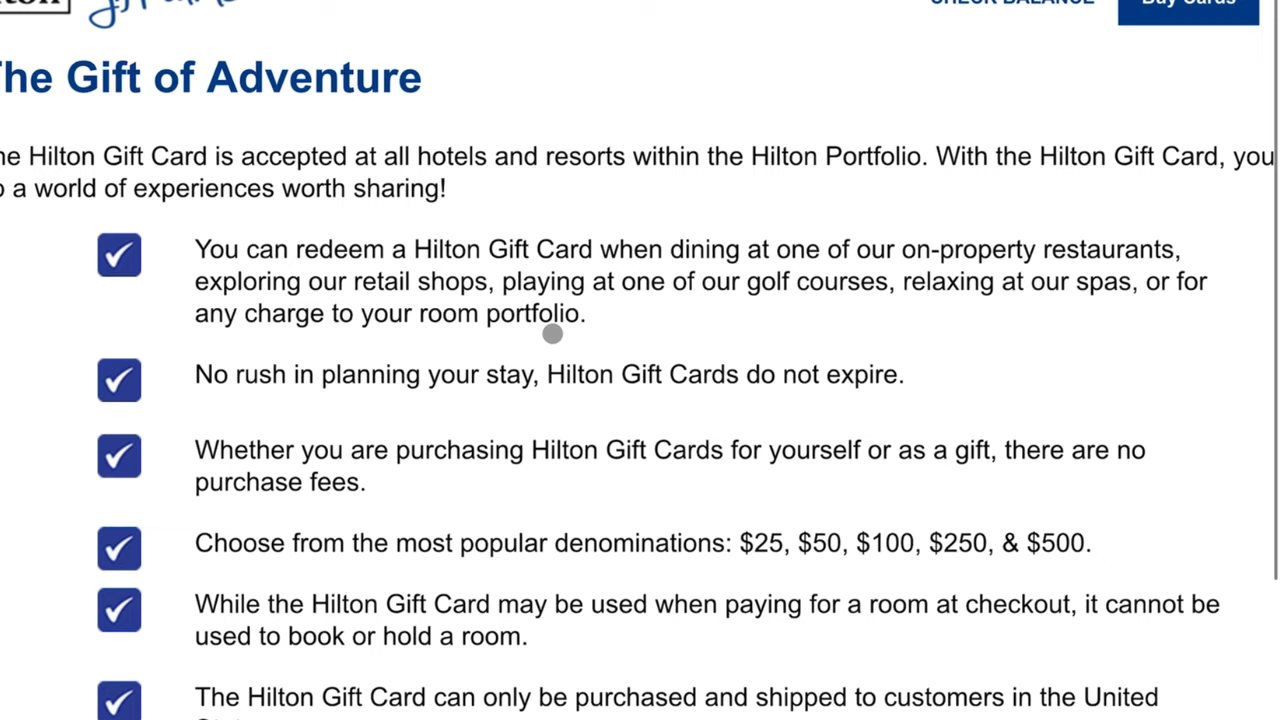 CHECK BALANCE
Buy Cards
he Gift of Adventure
he Hilton Gift Card is accepted at all hotels and resorts within the Hilton Portfolio. With the Hilton Gift Card, you
o a world of experiences worth sharing!
You can redeem a Hilton Gift Card when dining at one of our on-property restaurants,
exploring our retail shops, playing at one of our golf courses, relaxing at our spas, or for
any charge to your room portfolio.
No rush in planning your stay, Hilton Gift Cards do not expire.
Whether you are purchasing Hilton Gift Cards for yourself or as a gift, there are no
purchase fees.
Choose from the most popular denominations: $25, $50, $100, $250, & $500.
While the Hilton Gift Card may be used when paying for a room at checkout, it cannot be
used to book or hold a room.
The Hilton Gift Card can only be purchased and shipped to customers in the United